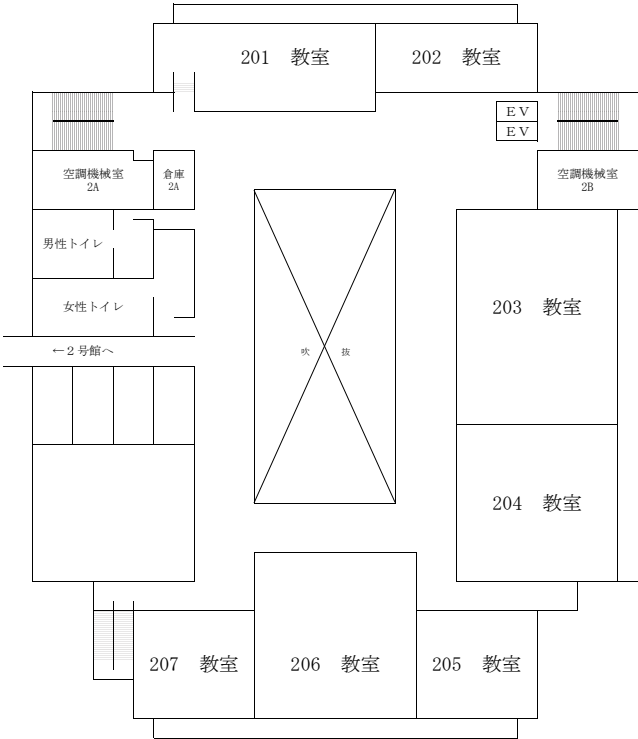 201　教室
202　教室
ＥＶ
ＥＶ
空調機械室
2A
倉庫
2A
空調機械室
2B
男性トイレ
女性トイレ
203　教室
←２号館へ
吹　抜
204　教室
207　教室
206　教室
205　教室